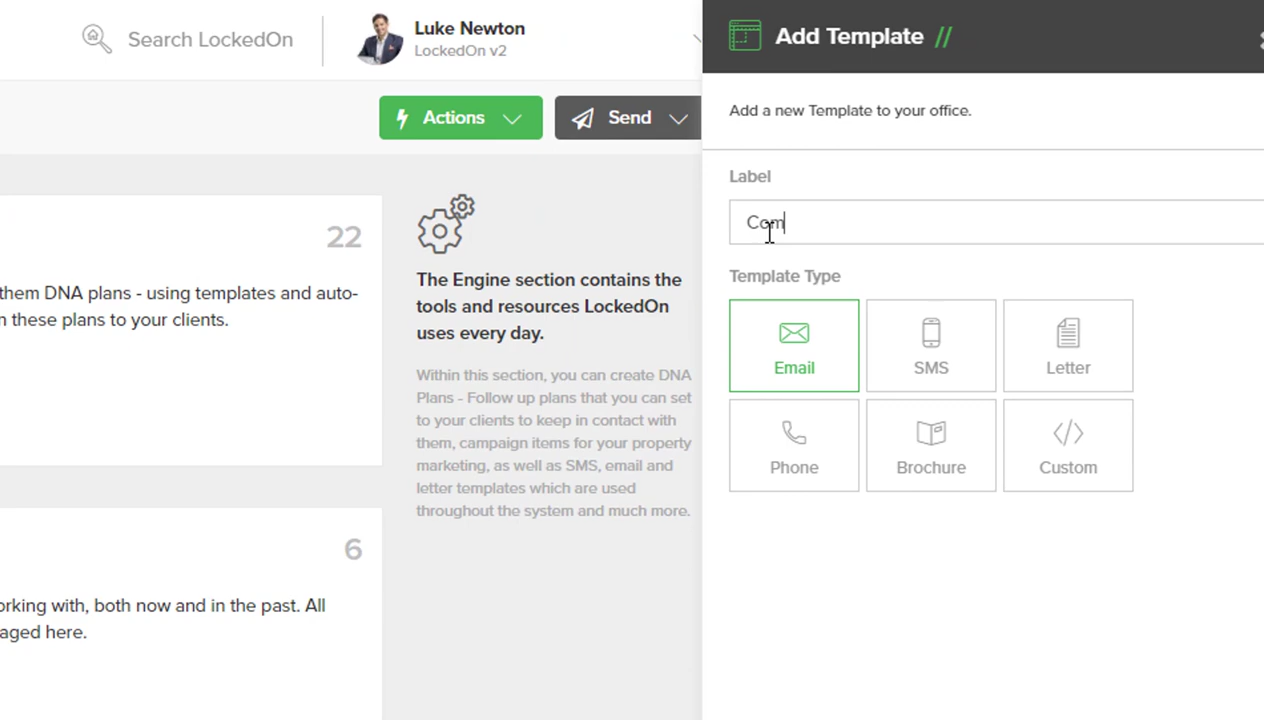 Search LockedOn
Luke Newton
LockedOn v2
Actions
Send
22
them DNA plans - using templates and auto-
these plans to your clients.
6
working with, both now and in the past. All
aged here.
The Engine section contains the
tools and resources LockedOn
uses every day.
Within this section, you can create DNA
Plans - Follow up plans that you can set
to your clients to keep in contact with
them, campaign items for your property
marketing, as well as SMS, email and
letter templates which are used
throughout the system and much more.
Add Template //
Add a new Template to your office.
Label
Com
Template Type
Email
SMS
Letter
Phone
Brochure
Custom